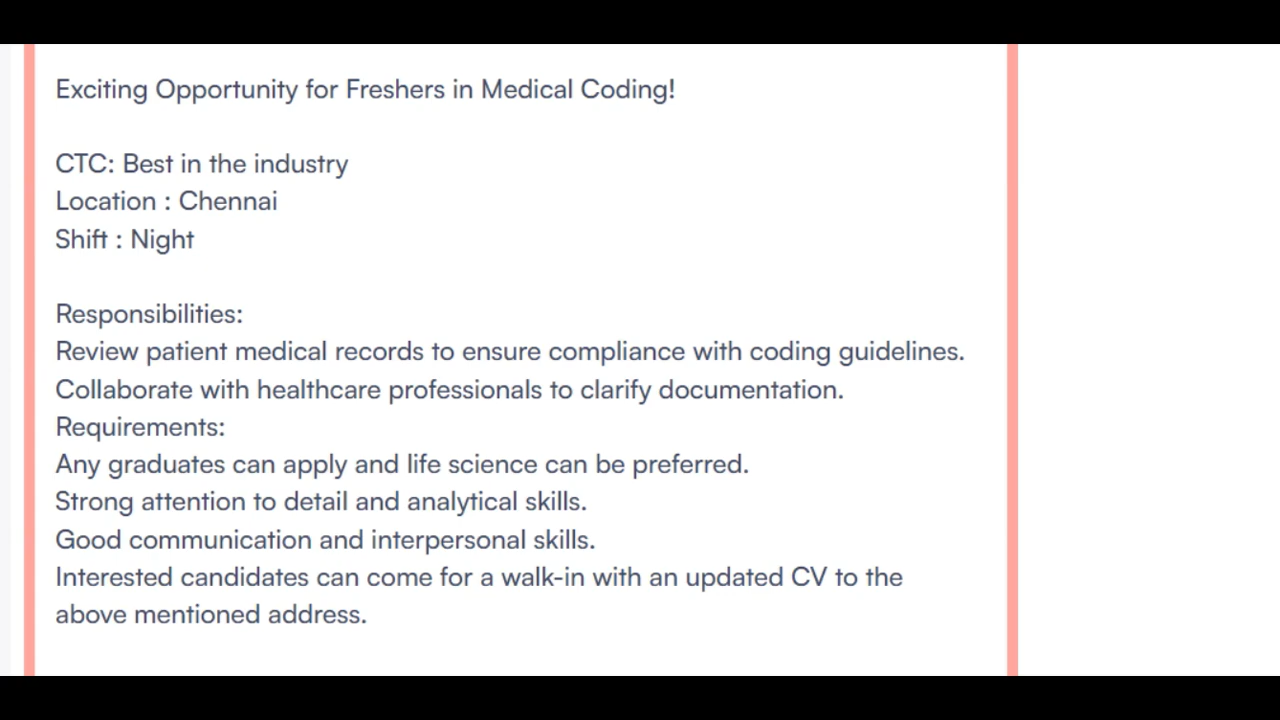 Exciting Opportunity for Freshers in Medical Coding!
CTC: Best in the industry
Location : Chennai
Shift : Night
Responsibilities:
Review patient medical records to ensure compliance with coding guidelines.
Collaborate with healthcare professionals to clarify documentation.
Requirements:
Any graduates can apply and life science can be preferred.
Strong attention to detail and analytical skills.
Good communication and interpersonal skills.
Interested candidates can come for a walk-in with an updated CV to the
above mentioned address.